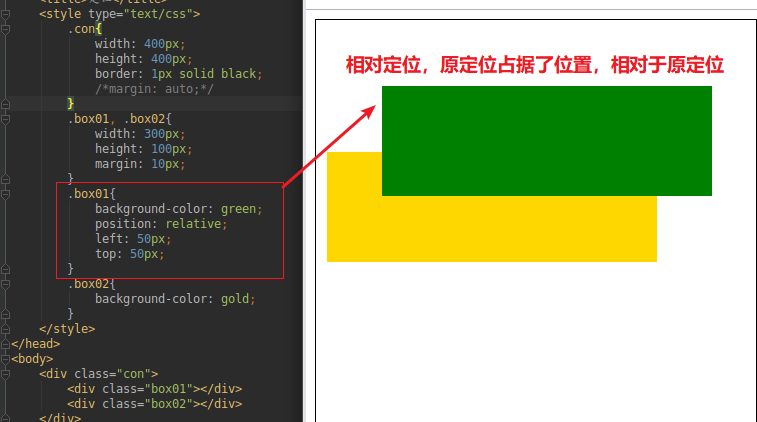 <style type="text/css">
.con{
width: 400px;
height: 400px;
border: 1px solid black;
/*margin: auto;*/
}
.box01, .box02{
width: 300px;
height: 100px;
margin: 10px;
}
.box01{
background-color: green;
position: relative;
left: 50px;
top: 50px;
}
.box02{
background-color: gold;
}
</style>
</head>
<body>
<div class="con">
<div class="box01"></div>
<div class="box02"></div>
</div>
相对定位，原定位占据了位置，相对于原定位